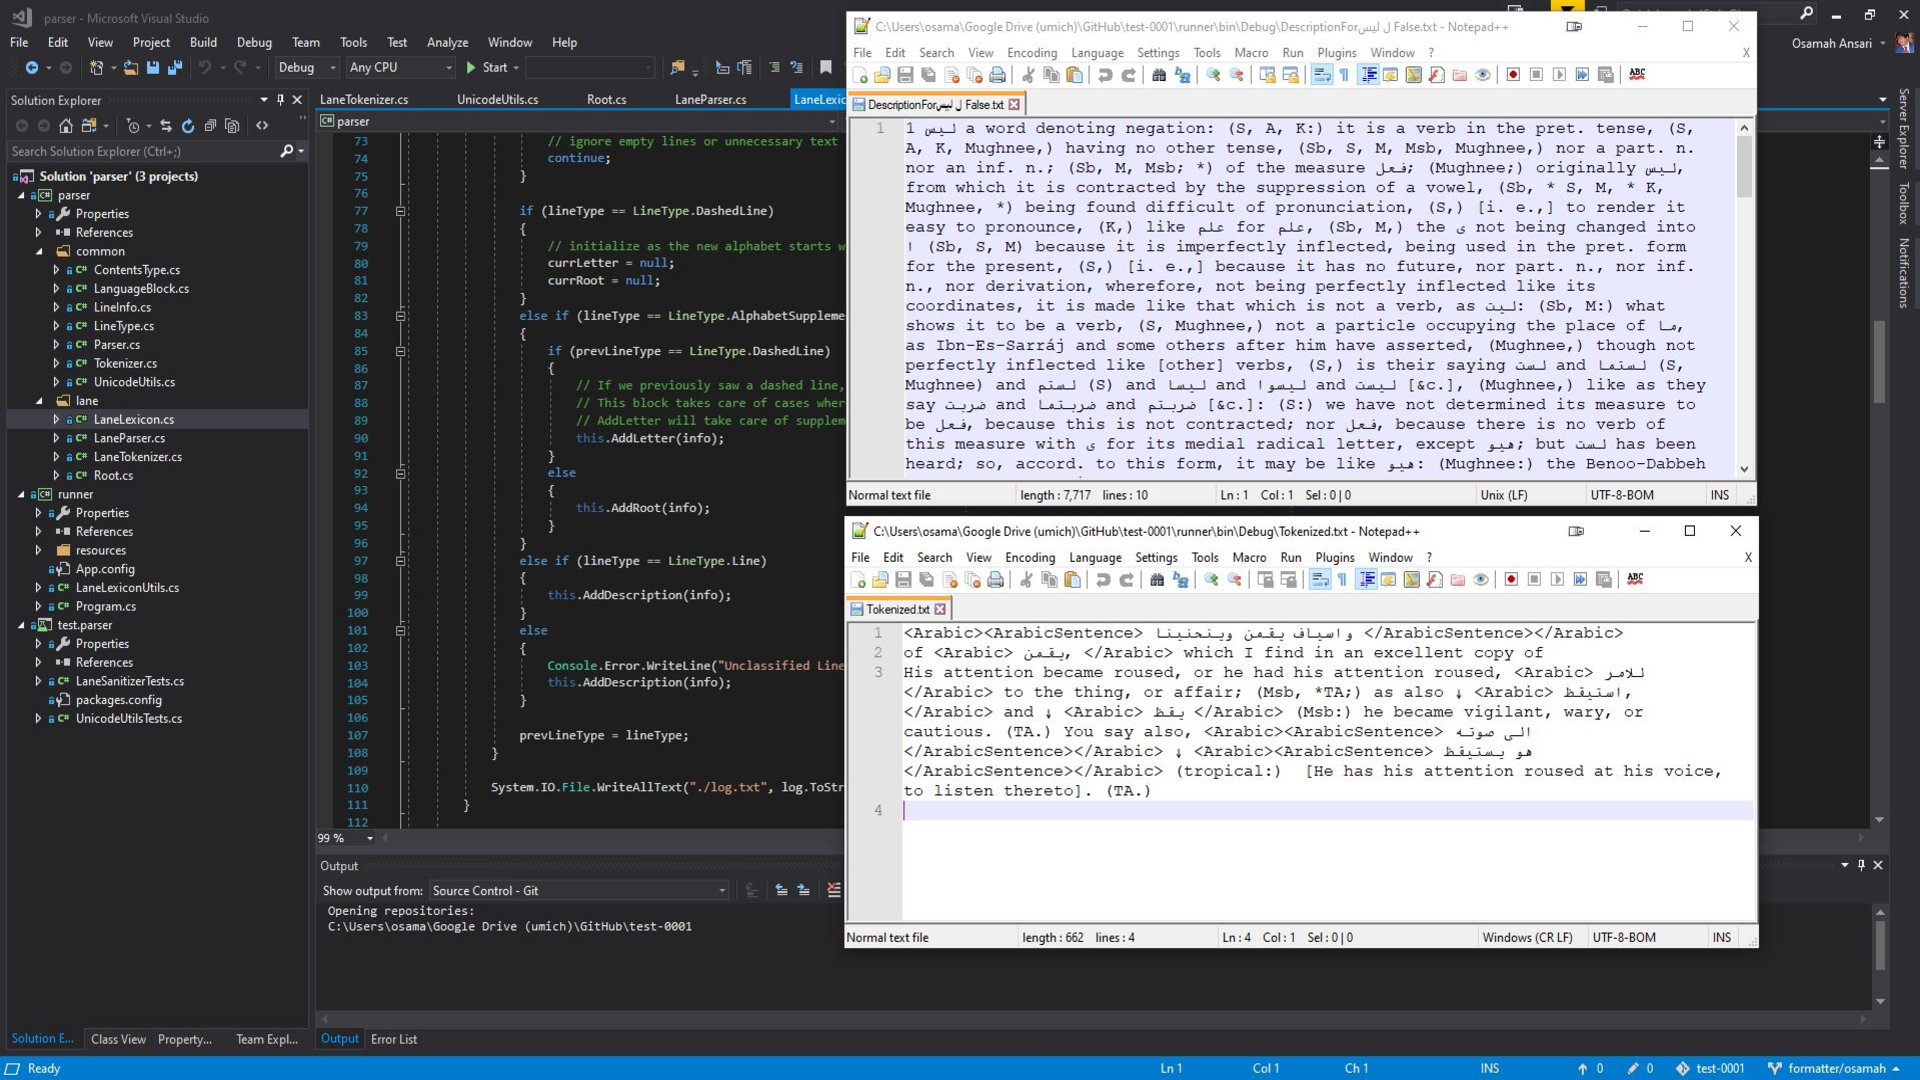 parser - Microsoft Visual Studio
File Edit View Project Build Debug Team Tools Test Analyze Window Help
Osamah Ansari
Debug Any CPU Start
Solution Explorer
Search Solution Explorer (Ctrl+;)
Solution 'parser' (3 projects)
parser
Properties
References
common
ContentsType.cs
LanguageBlock.cs
LineInfo.cs
LineType.cs
Parser.cs
Tokenizer.cs
UnicodeUtils.cs
lane
LaneLexicon.cs
LaneParser.cs
LaneTokenizer.cs
Root.cs
runner
Properties
References
resources
App.config
LaneLexiconUtils.cs
Program.cs
test.parser
Properties
References
LaneSanitizerTests.cs
packages.config
UnicodeUtilsTests.cs
Solution E... Class View Property... Team Expl...
LaneTokenizer.cs UnicodeUtils.cs Root.cs LaneParser.cs LaneLexic
parser
73 // ignore empty lines or unnecessary text
74 continue;
75 }
76
77 if (lineType == LineType.DashedLine)
78 {
79 // initialize as the new alphabet starts w
80 currLetter = null;
81 currRoot = null;
82 }
83 else if (lineType == LineType.AlphabetSuppleme
84 {
85 if (prevLineType == LineType.DashedLine)
86 {
87 // If we previously saw a dashed line,
88 // This block takes care of cases wher
89 // AddLetter will take care of supplem
90 this.AddLetter(info);
91 }
92 else
93 {
94 this.AddRoot(info);
95 }
96 }
97 else if (lineType == LineType.Line)
98 {
99 this.AddDescription(info);
100 }
101 else
102 {
103 Console.Error.WriteLine("Unclassified Line
104 this.AddDescription(info);
105 }
106
107 prevLineType = lineType;
108 }
109
110 System.IO.File.WriteAllText("./log.txt", log.ToStr
111 }
112
99 %
Output
Show output from: Source Control - Git
Opening repositories:
C:\Users\osama\Google Drive (umich)\GitHub\test-0001
Output Error List
Server Explorer
Toolbox
Notifications
C:\Users\osama\Google Drive (umich)\GitHub\test-0001\runner\bin\Debug\DescriptionForل ليس False.txt - Notepad++
File Edit Search View Encoding Language Settings Tools Macro Run Plugins Window ? X
DescriptionForل ليس False.txt
1 1 ليس a word denoting negation: (S, A, K:) it is a verb in the pret. tense, (S,
A, K, Mughnee,) having no other tense, (Sb, S, M, Msb, Mughnee,) nor a part. n.
nor an inf. n.; (Sb, M, Msb; *) of the measure فعل; (Mughnee;) originally ليس,
from which it is contracted by the suppression of a vowel, (Sb, * S, M, * K,
Mughnee, *) being found difficult of pronunciation, (S,) [i. e.,] to render it
easy to pronounce, (K,) like علم for علم, (Sb, M,) the ى not being changed into
ا (Sb, S, M) because it is imperfectly inflected, being used in the pret. form
for the present, (S,) [i. e.,] because it has no future, nor part. n., nor inf.
n., nor derivation, wherefore, not being perfectly inflected like its
coordinates, it is made like that which is not a verb, as ليت: (Sb, M:) what
shows it to be a verb, (S, Mughnee,) not a particle occupying the place of ما,
as Ibn-Es-Sarráj and some others after him have asserted, (Mughnee,) though not
perfectly inflected like [other] verbs, (S,) is their saying لست and لستما (S,
Mughnee) and لستم (S) and ليسا and ليسوا and ليست [&c.], (Mughnee,) like as they
say ضربت and ضربتما and ضربتم [&c.]: (S:) we have not determined its measure to
be فعل, because this is not contracted; nor فعل, because there is no verb of
this measure with ى for its medial radical letter, except هيو; but لست has been
heard; so, accord. to this form, it may be like هيو: (Mughnee:) the Benoo-Dabbeh
Normal text file length : 7,717 lines : 10 Ln : 1 Col : 1 Sel : 0 | 0 Unix (LF) UTF-8-BOM INS
C:\Users\osama\Google Drive (umich)\GitHub\test-0001\runner\bin\Debug\Tokenized.txt - Notepad++
File Edit Search View Encoding Language Settings Tools Macro Run Plugins Window ? X
Tokenized.txt
1 <Arabic><ArabicSentence> واسياف يقمن وينحنينا </ArabicSentence></Arabic>
2 of <Arabic> يقمن, </Arabic> which I find in an excellent copy of
3 His attention became roused, or he had his attention roused, <Arabic> للامر
</Arabic> to the thing, or affair; (Msb, *TA;) as also ↓ <Arabic> استيقظ,
</Arabic> and ↓ <Arabic> يقظ </Arabic> (Msb:) he became vigilant, wary, or
cautious. (TA.) You say also, <Arabic><ArabicSentence> الى صوته
</ArabicSentence></Arabic> ↓ <Arabic><ArabicSentence> هو يستيقظ
</ArabicSentence></Arabic> (tropical:) [He has his attention roused at his voice,
to listen thereto]. (TA.)
4
Normal text file length : 662 lines : 4 Ln : 4 Col : 1 Sel : 0 | 0 Windows (CR LF) UTF-8-BOM INS
Ready Ln 1 Col 1 Ch 1 INS 0 0 test-0001 formatter/osamah